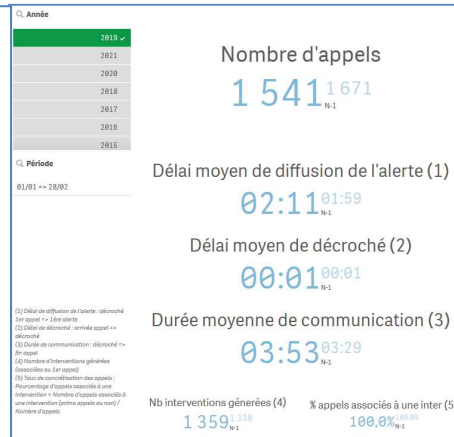 Année
2019
2021
2020
2018
2017
2016
2015
Période
01/01 => 28/02
Nombre d'appels
1 541 1 671
N-1
Délai moyen de diffusion de l'alerte (1)
02:11 01:59
N-1
Délai moyen de décroché (2)
00:01 00:01
N-1
Durée moyenne de communication (3)
03:53 03:29
N-1
(1) Délai de diffusion de l'alerte : décroché
1er appel => 1ère alerte
(2) Délai de décroché : arrivée appel =>
décroché
(3) Durée de communication : décroché =>
fin appel
(4) Nombre d'interventions générées
(associées au 1er appel)
(5) Taux de concrétisation des appels :
Pourcentage d'appels associés à une
intervention = Nombre d'appels associés à
une intervention (primo appels ou non) /
Nombre d'appels
Nb interventions génerees (4)
1 359 1 338
N-1
% appels associés à une inter (5
100,0% 100,00
N-1